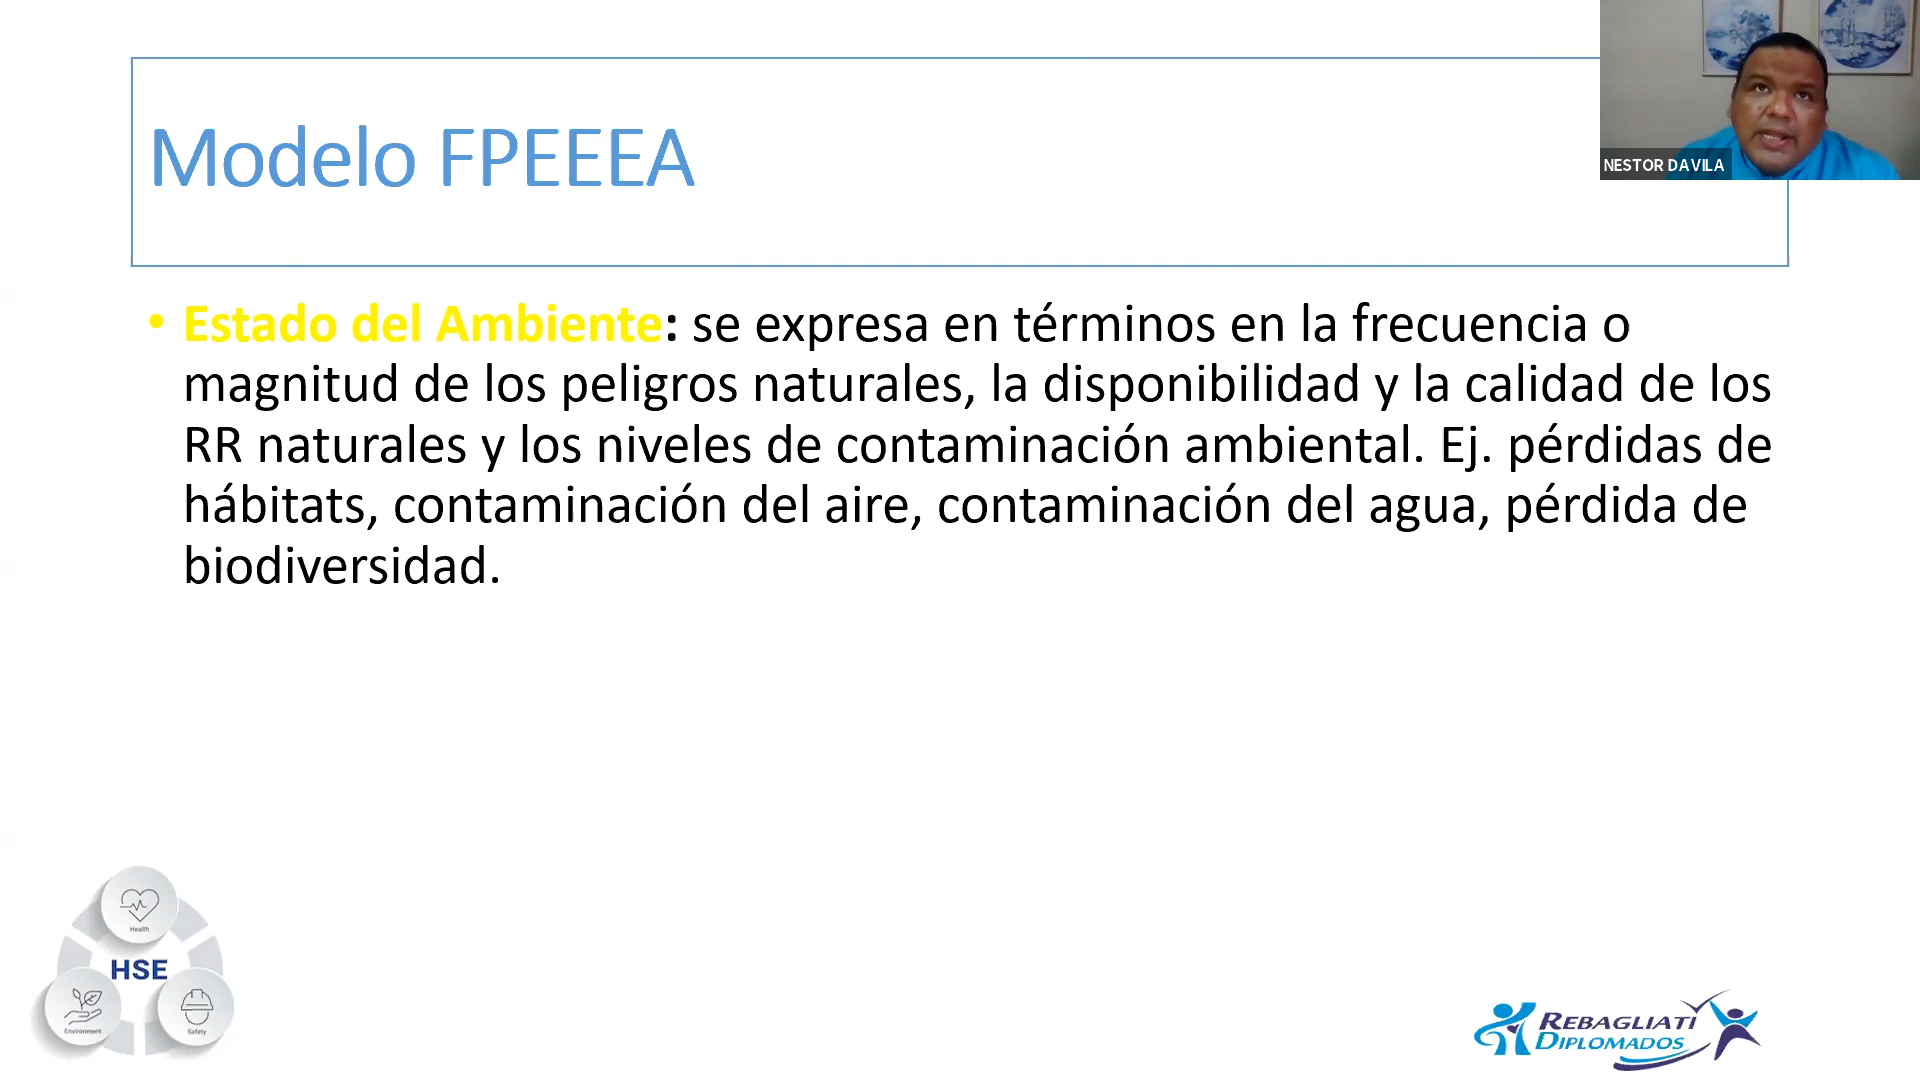 Modelo FPEEEA
NESTOR DAVILA
• Estado del Ambiente: se expresa en términos en la frecuencia o
magnitud de los peligros naturales, la disponibilidad y la calidad de los
RR naturales y los niveles de contaminación ambiental. Ej. pérdidas de
hábitats, contaminación del aire, contaminación del agua, pérdida de
biodiversidad.
Health
HSE
Environment
Safety
REBAGLIATI
DIPLOMADOS